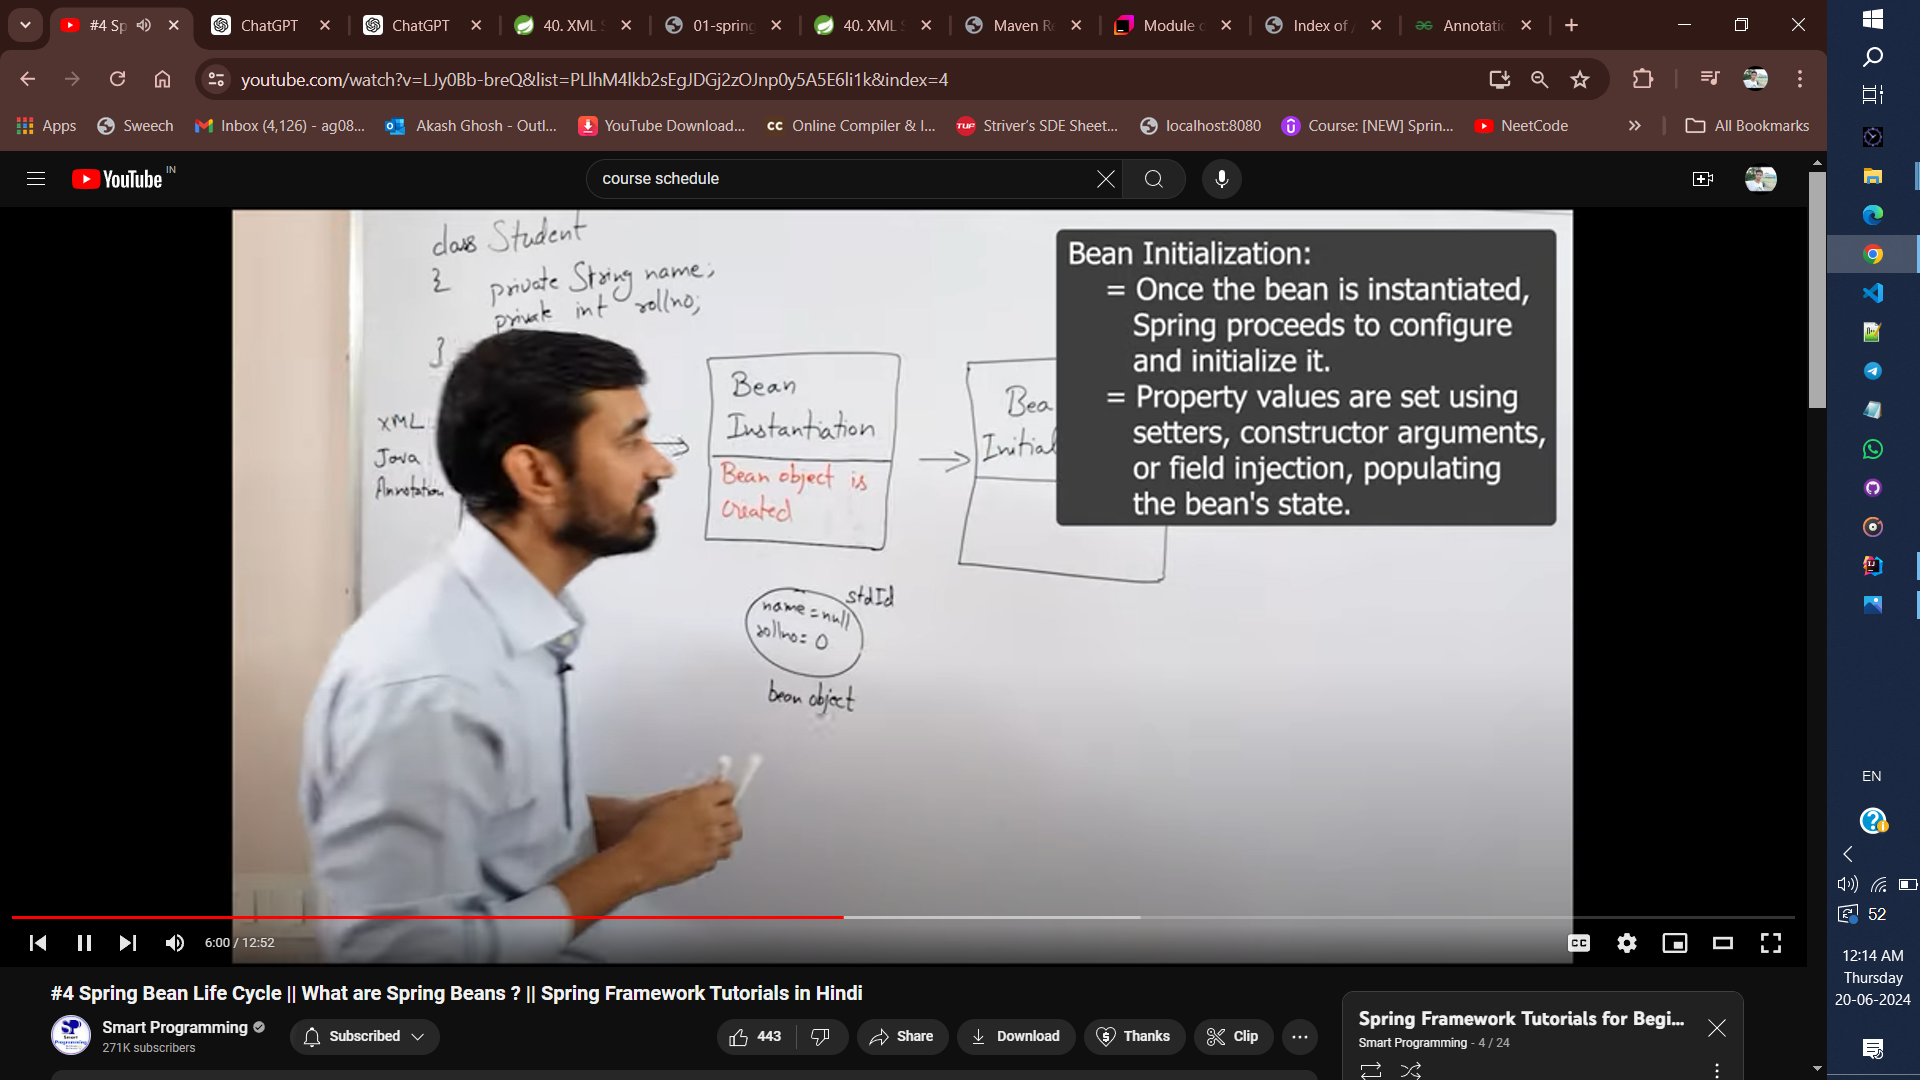 #4 Sp
ChatGPT
ChatGPT
40. XML
01-spring
40. XML
Maven Re
Module
Index of
Annotati
youtube.com/watch?v=LJy0Bb-breQ&list=PLlhM4lkb2sEgJDGj2zOJnp0y5A5E6li1k&index=4
Apps
Sweech
Inbox (4,126) - ag08...
Akash Ghosh - Outl...
YouTube Download...
CC
Online Compiler & I...
TUF
Striver's SDE Sheet...
localhost:8080
Course: [NEW] Sprin...
NeetCode
All Bookmarks
YouTube IN
course schedule
class Student
{ private String name;
private int rollno;
}
XML
Java
Annotation
Bean
Instantiation
Bean object is
created
Bea
Initial
Bean Initialization:
= Once the bean is instantiated,
Spring proceeds to configure
and initialize it.
= Property values are set using
setters, constructor arguments,
or field injection, populating
the bean's state.
stdId
name = null
rollno = 0
bean object
6:00 / 12:52
CC
#4 Spring Bean Life Cycle || What are Spring Beans ? || Spring Framework Tutorials in Hindi
Smart Programming
271K subscribers
Subscribed
443
Share
Download
Thanks
Clip
Spring Framework Tutorials for Begi...
Smart Programming - 4 / 24
EN
52
12:14 AM
Thursday
20-06-2024